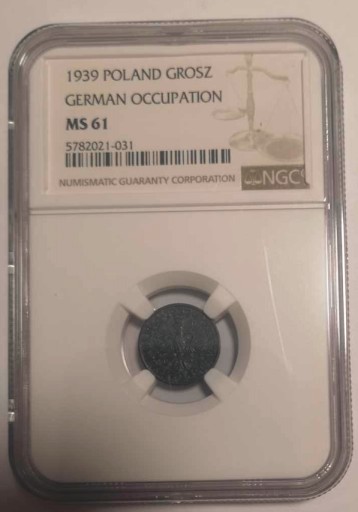 1939 POLAND GROSZ
GERMAN OCCUPATION
MS 61
5782021-031
NUMISMATIC GUARANTY CORPORATION
NGC